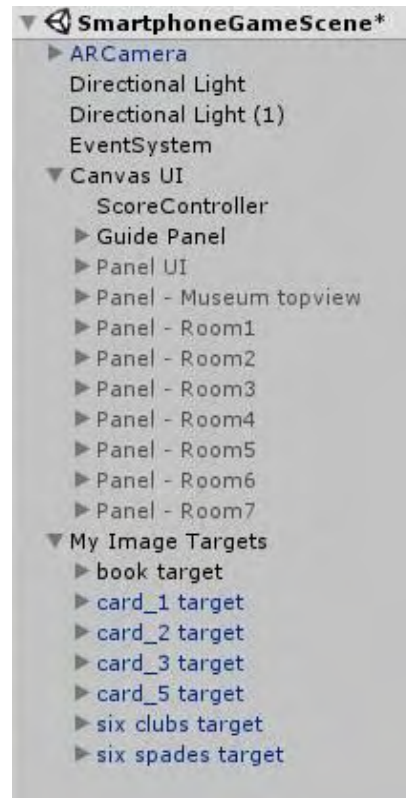 SmartphoneGameScene*
ARCamera
Directional Light
Directional Light (1)
EventSystem
Canvas UI
ScoreController
Guide Panel
Panel UI
Panel - Museum topview
Panel - Room1
Panel - Room2
Panel - Room3
Panel - Room4
Panel - Room5
Panel - Room6
Panel - Room7
My Image Targets
book target
card_1 target
card_2 target
card_3 target
card_5 target
six clubs target
six spades target